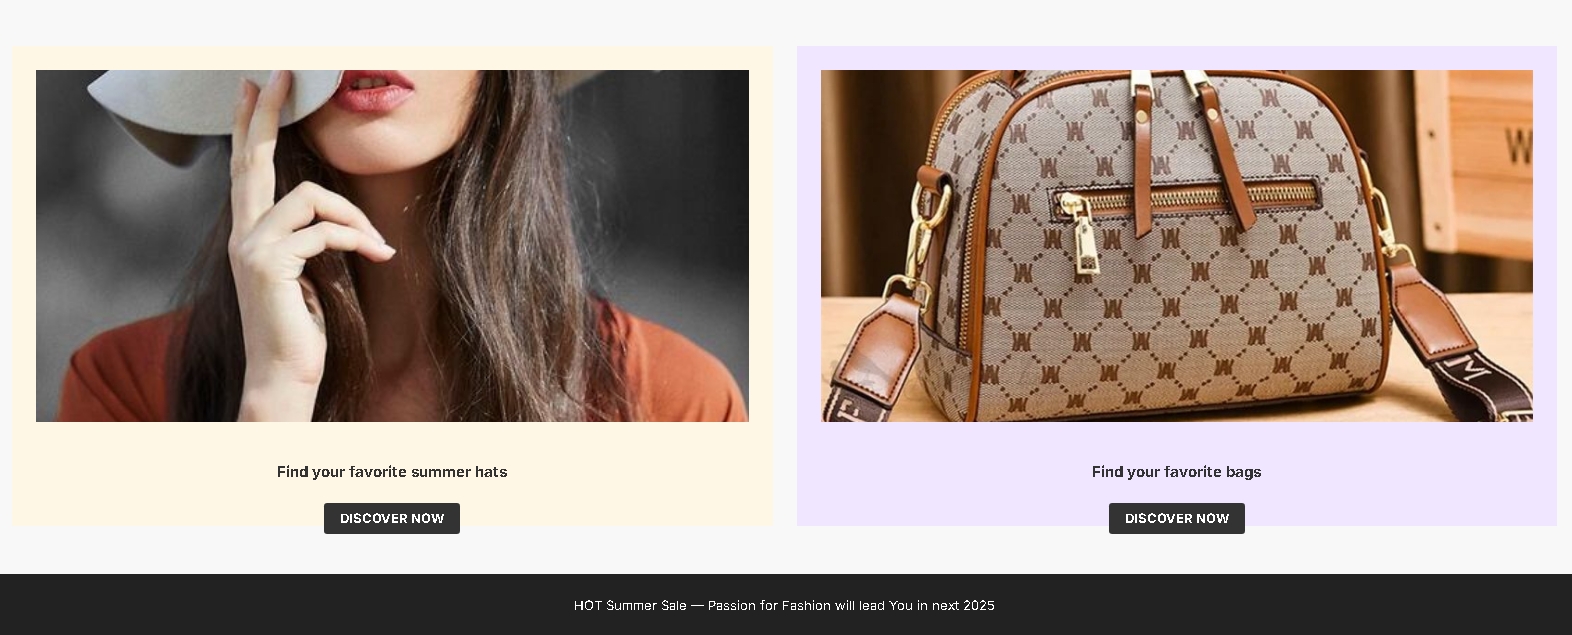 W
M
Find your favorite summer hats
Find your favorite bags
DISCOVER NOW
DISCOVER NOW
HOT Summer Sale — Passion for Fashion will lead You in next 2025